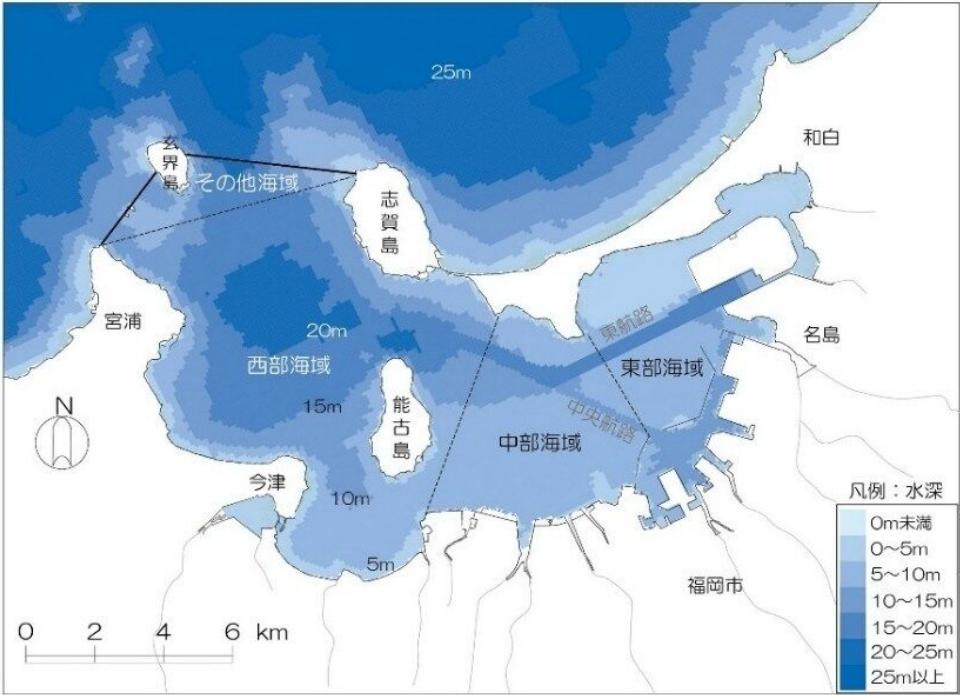 25m
和白
玄界島
その他海域
志賀島
宮浦
20m
東航路
名島
西部海域
東部海域
15m
能古島
中央航路
N
中部海域
今津
10m
凡例：水深
0m未満
0～5m
5～10m
10～15m
15～20m
20～25m
25m以上
5m
福岡市
0 2 4 6 km